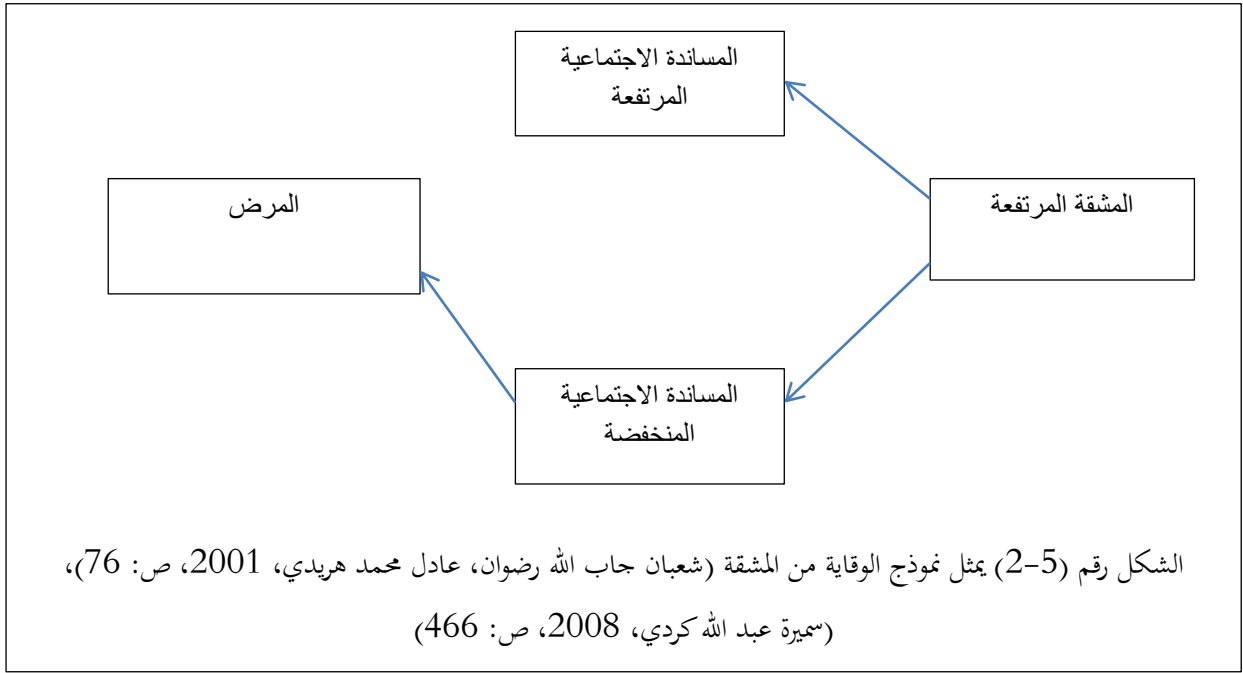 المساندة الاجتماعية
المرتفعة
المشقة المرتفعة
المرض
المساندة الاجتماعية
المنخفضة
الشكل رقم (5-2) يمثل نموذج الوقاية من المشقة (شعبان جاب الله رضوان، عادل محمد هريدي، 2001، ص: 76)،
(سميرة عبد الله كردي، 2008، ص: 466)